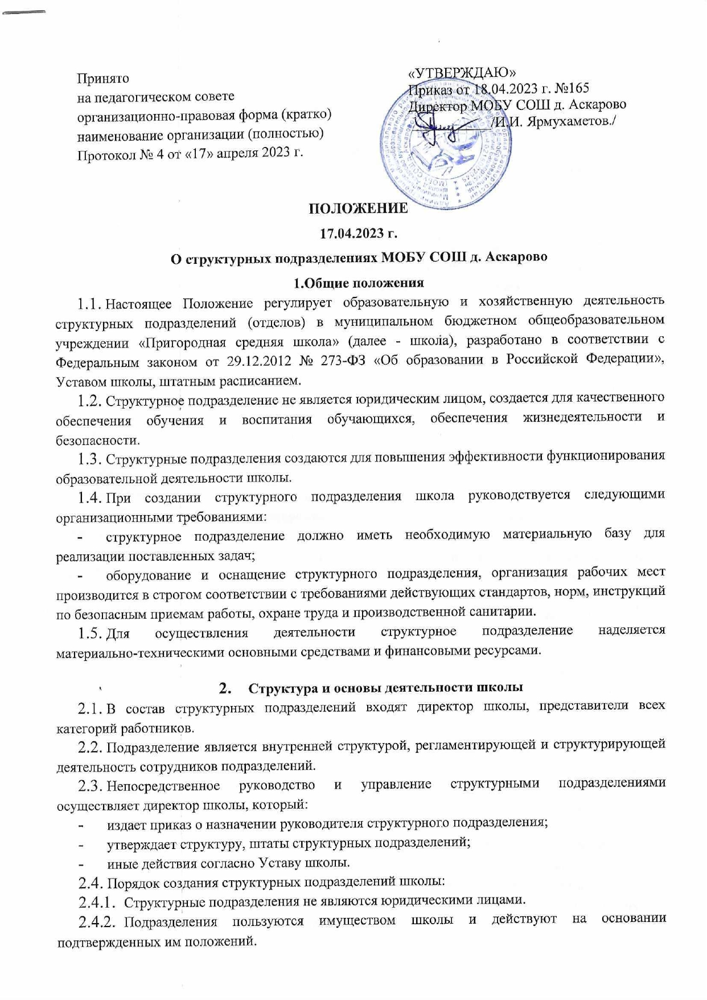 Принято
на педагогическом совете
организационно-правовая форма (кратко)
наименование организации (полностью)
Протокол № 4 от «17» апреля 2023 г.
«УТВЕРЖДАЮ»
Приказ от 18.04.2023 г. №165
Директор МОБУ СОШ д. Аскарово
/И.И. Ярмухаметов./
ПОЛОЖЕНИЕ
17.04.2023 г.
О структурных подразделениях МОБУ СОШ д. Аскарово
1.Общие положения
1.1. Настоящее Положение регулирует образовательную и хозяйственную деятельность
структурных подразделений (отделов) в муниципальном бюджетном общеобразовательном
учреждении «Пригородная средняя школа» (далее - школа), разработано в соответствии с
Федеральным законом от 29.12.2012 № 273-ФЗ «Об образовании в Российской Федерации»,
Уставом школы, штатным расписанием.
1.2. Структурное подразделение не является юридическим лицом, создается для качественного
обеспечения обучения и воспитания обучающихся, обеспечения жизнедеятельности и
безопасности.
1.3. Структурные подразделения создаются для повышения эффективности функционирования
образовательной деятельности школы.
1.4. При создании структурного подразделения школа руководствуется следующими
организационными требованиями:
- структурное подразделение должно иметь необходимую материальную базу для
реализации поставленных задач;
- оборудование и оснащение структурного подразделения, организация рабочих мест
производится в строгом соответствии с требованиями действующих стандартов, норм, инструкций
по безопасным приемам работы, охране труда и производственной санитарии.
1.5. Для осуществления деятельности структурное подразделение наделяется
материально-техническими основными средствами и финансовыми ресурсами.
2. Структура и основы деятельности школы
2.1. В состав структурных подразделений входят директор школы, представители всех
категорий работников.
2.2. Подразделение является внутренней структурой, регламентирующей и структурирующей
деятельность сотрудников подразделений.
2.3. Непосредственное руководство и управление структурными подразделениями
осуществляет директор школы, который:
- издает приказ о назначении руководителя структурного подразделения;
- утверждает структуру, штаты структурных подразделений;
- иные действия согласно Уставу школы.
2.4. Порядок создания структурных подразделений школы:
2.4.1. Структурные подразделения не являются юридическими лицами.
2.4.2. Подразделения пользуются имуществом школы и действуют на основании
подтвержденных им положений.